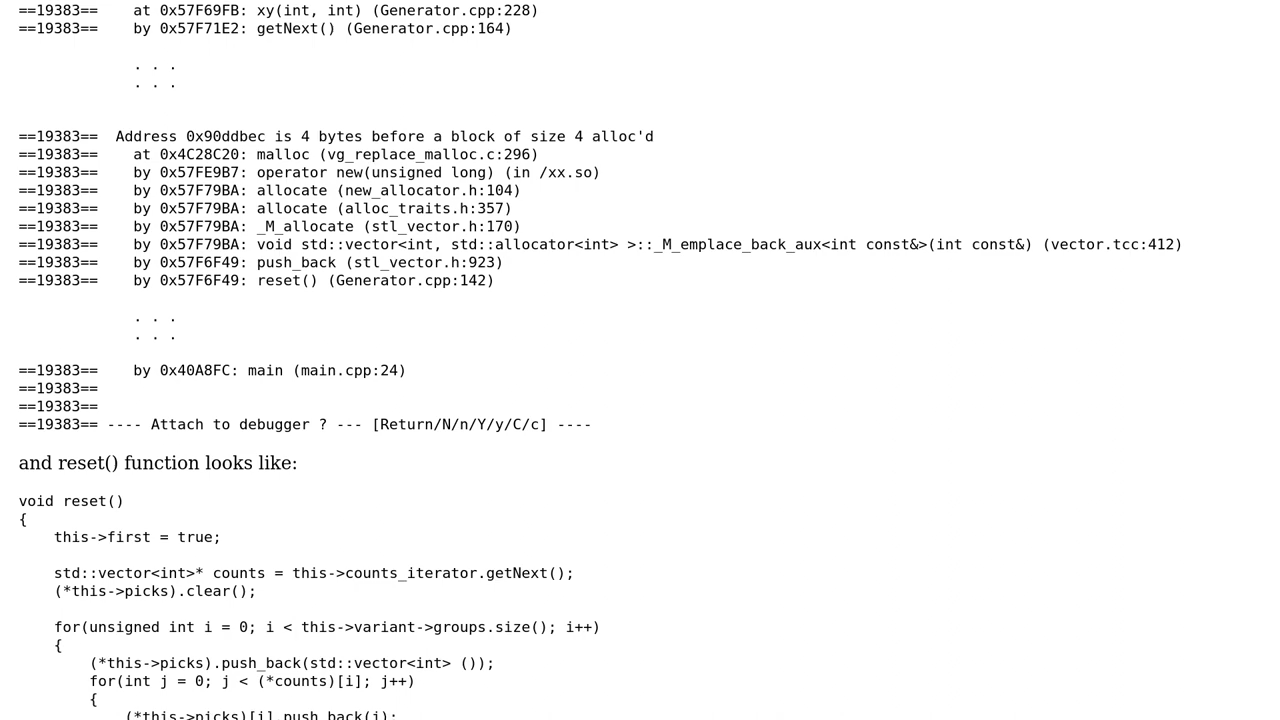 ==19383==    at 0x57F69FB: xy(int, int) (Generator.cpp:228)
==19383==    by 0x57F71E2: getNext() (Generator.cpp:164)
. . .
. . .
==19383==  Address 0x90ddbec is 4 bytes before a block of size 4 alloc'd
==19383==    at 0x4C28C20: malloc (vg_replace_malloc.c:296)
==19383==    by 0x57FE9B7: operator new(unsigned long) (in /xx.so)
==19383==    by 0x57F79BA: allocate (new_allocator.h:104)
==19383==    by 0x57F79BA: allocate (alloc_traits.h:357)
==19383==    by 0x57F79BA: _M_allocate (stl_vector.h:170)
==19383==    by 0x57F79BA: void std::vector<int, std::allocator<int> >::_M_emplace_back_aux<int const&>(int const&) (vector.tcc:412)
==19383==    by 0x57F6F49: push_back (stl_vector.h:923)
==19383==    by 0x57F6F49: reset() (Generator.cpp:142)
. . .
. . .
==19383==    by 0x40A8FC: main (main.cpp:24)
==19383==
==19383==
==19383== ---- Attach to debugger ? --- [Return/N/n/Y/y/C/c] ----
and reset() function looks like:
void reset()
{
    this->first = true;
    std::vector<int>* counts = this->counts_iterator.getNext();
    (*this->picks).clear();
    for(unsigned int i = 0; i < this->variant->groups.size(); i++)
    {
        (*this->picks).push_back(std::vector<int> ());
        for(int j = 0; j < (*counts)[i]; j++)
        {
            (*this->picks)[i].push_back(j);